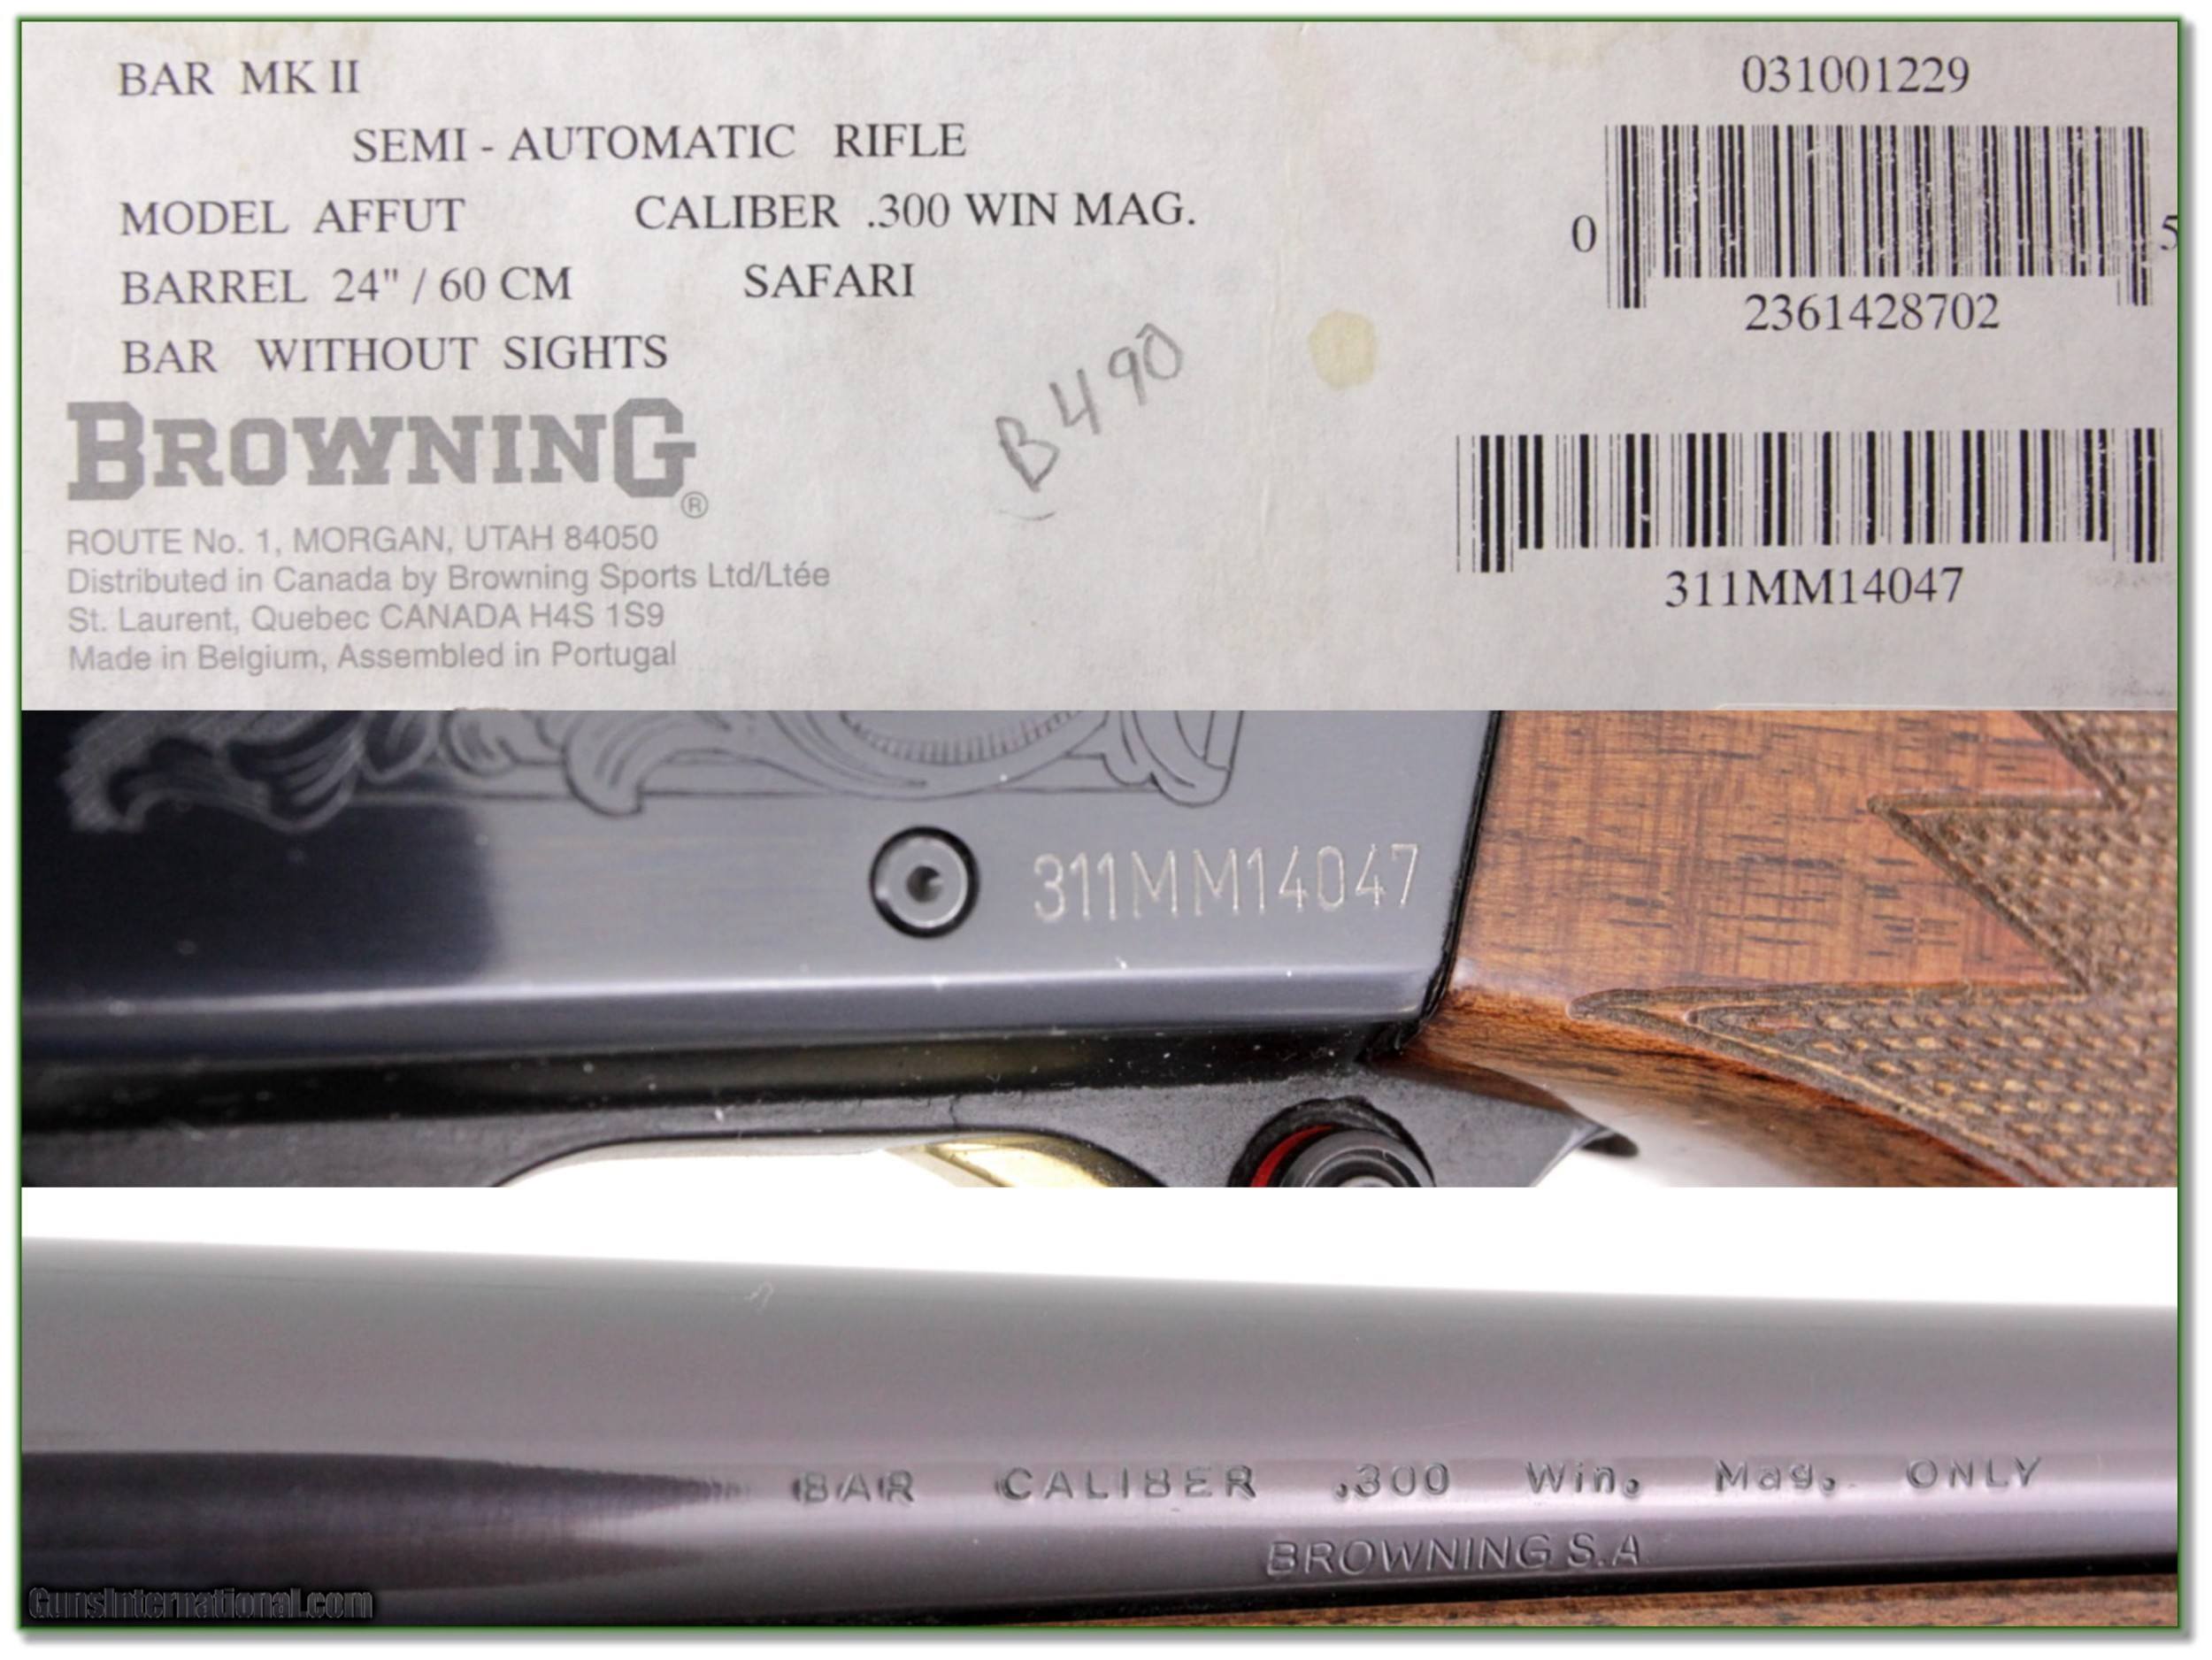 BAR MK II
031001229
SEMI - AUTOMATIC RIFLE
MODEL AFFUT CALIBER .300 WIN MAG.
0 5
BARREL 24" / 60 CM SAFARI
2361428702
BAR WITHOUT SIGHTS
B490
BROWNING®
ROUTE No. 1, MORGAN, UTAH 84050
Distributed in Canada by Browning Sports Ltd/Ltée
311MM14047
St. Laurent, Quebec CANADA H4S 1S9
Made in Belgium, Assembled in Portugal
311MM14047
BAR CALIBER .300 Win. Mag. ONLY
BROWNING S.A
GunsInternational.com